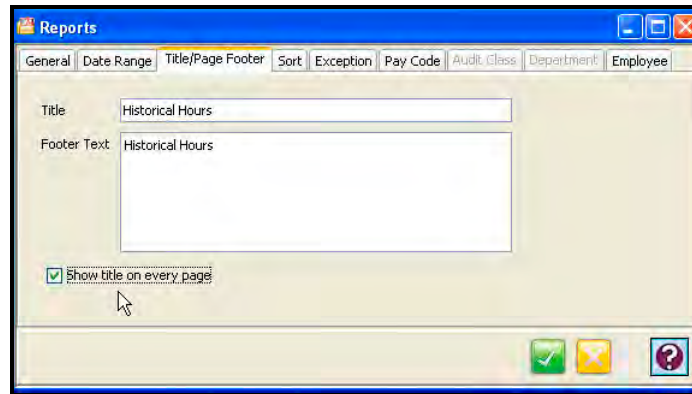 Reports
General Date Range Title/Page Footer Sort Exception Pay Code Audit Class Department Employee
Title Historical Hours
Footer Text Historical Hours
Show title on every page
?